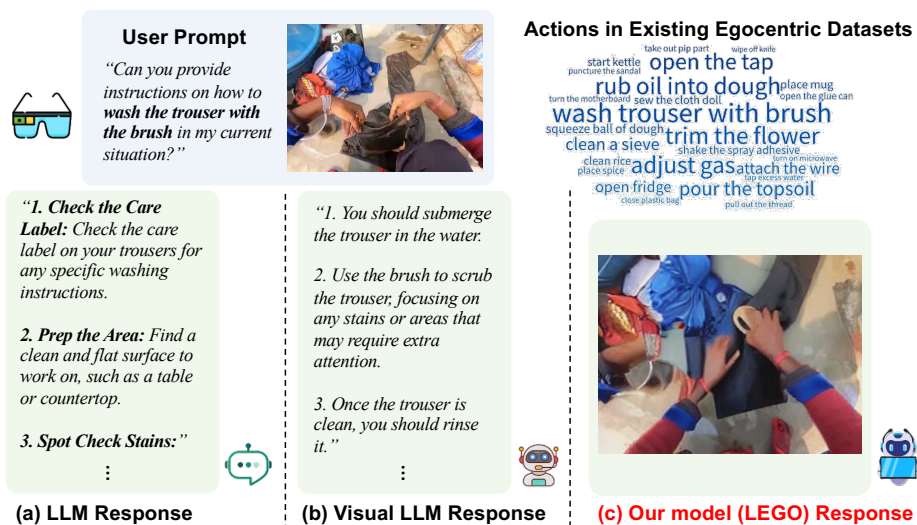 User Prompt
“Can you provide
instructions on how to
wash the trouser with
the brush in my current
situation?”
Actions in Existing Egocentric Datasets
take out pip part
wipe off knife
start kettle
open the tap
puncture the sandal
rub oil into dough
place mug
turn the motherboard
sew the cloth doll
open the glue can
wash trouser with brush
squeeze ball of dough
trim the flower
clean a sieve
shake the spray adhesive
clean rice
adjust gas
turn on microwave
attach the wire
place spice
tap excess water
open fridge
pour the topsoil
close plastic bag
pull out the thread
“1. Check the Care
Label: Check the care
label on your trousers for
any specific washing
instructions.
2. Prep the Area: Find a
clean and flat surface to
work on, such as a table
or countertop.
3. Spot Check Stains:”
⋮
(a) LLM Response
“1. You should submerge
the trouser in the water.
2. Use the brush to scrub
the trouser, focusing on
any stains or areas that
may require extra
attention.
3. Once the trouser is
clean, you should rinse
it.”
⋮
(b) Visual LLM Response
(c) Our model (LEGO) Response